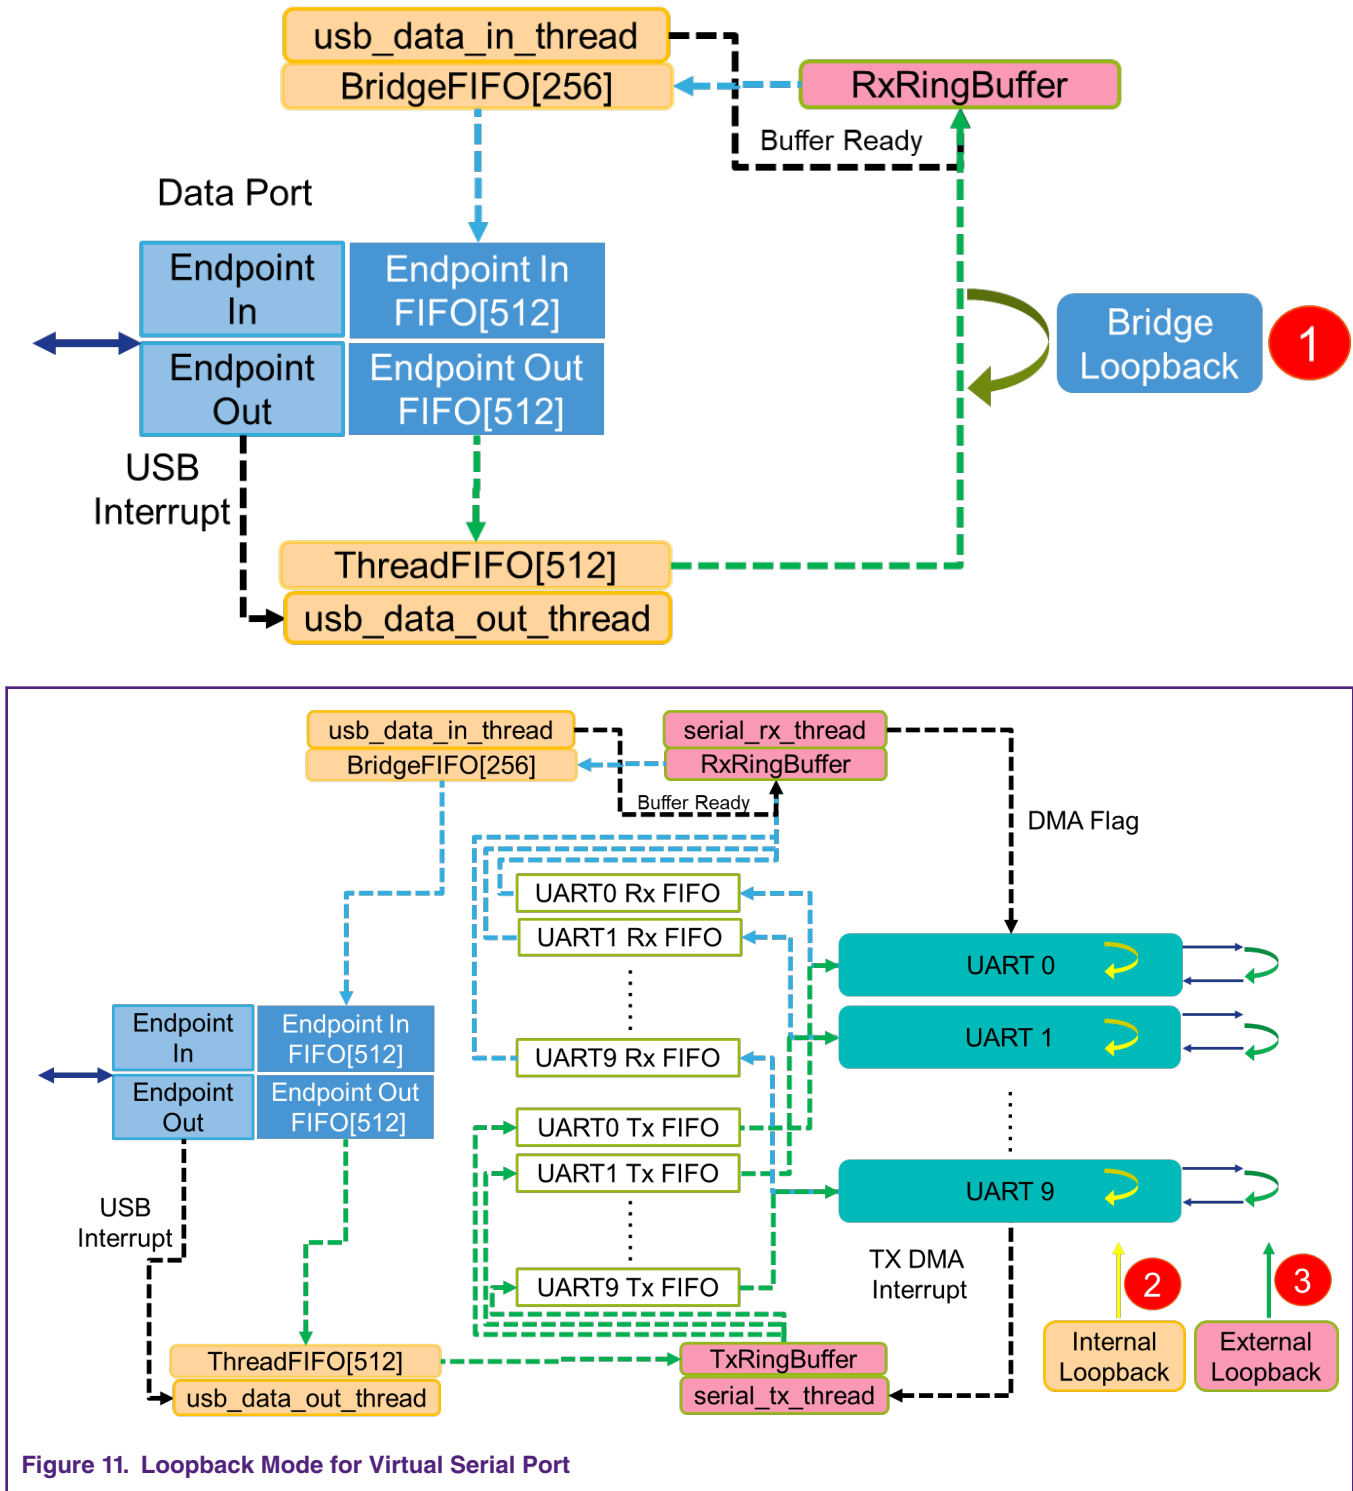 usb_data_in_thread
BridgeFIFO[256]
RxRingBuffer
Buffer Ready
Data Port
Endpoint
In
Endpoint In
FIFO[512]
Endpoint
Out
Endpoint Out
FIFO[512]
Bridge
Loopback
1
USB
Interrupt
ThreadFIFO[512]
usb_data_out_thread
usb_data_in_thread
BridgeFIFO[256]
serial_rx_thread
RxRingBuffer
Buffer Ready
DMA Flag
UART0 Rx FIFO
UART1 Rx FIFO
UART9 Rx FIFO
UART 0
UART 1
Endpoint
In
Endpoint In
FIFO[512]
Endpoint
Out
Endpoint Out
FIFO[512]
UART0 Tx FIFO
UART1 Tx FIFO
UART9 Tx FIFO
UART 9
USB
Interrupt
TX DMA
Interrupt
2
3
Internal
Loopback
External
Loopback
ThreadFIFO[512]
usb_data_out_thread
TxRingBuffer
serial_tx_thread
Figure 11. Loopback Mode for Virtual Serial Port